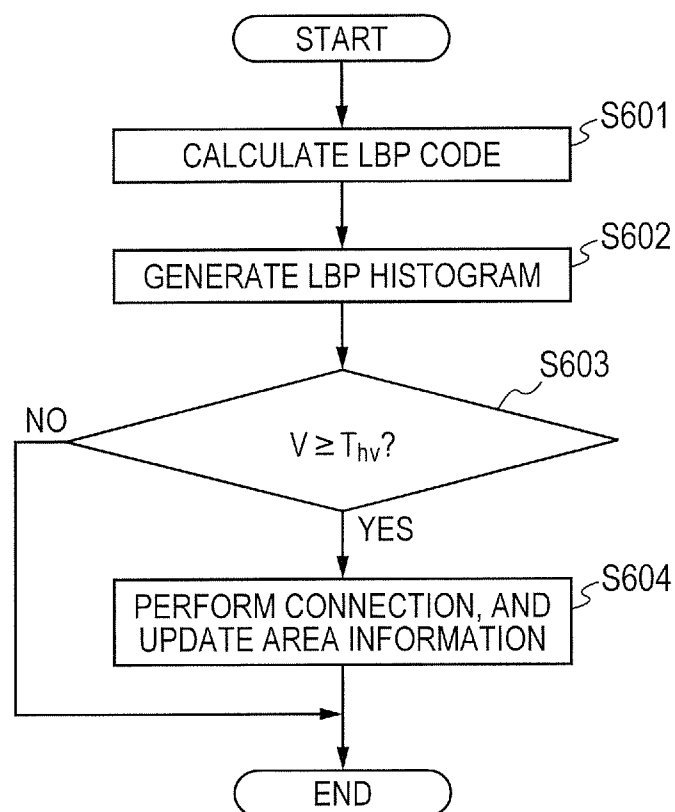 START
S601
CALCULATE LBP CODE
S602
GENERATE LBP HISTOGRAM
S603
NO
V ≥ Thv?
YES
S604
PERFORM CONNECTION, AND
UPDATE AREA INFORMATION
END